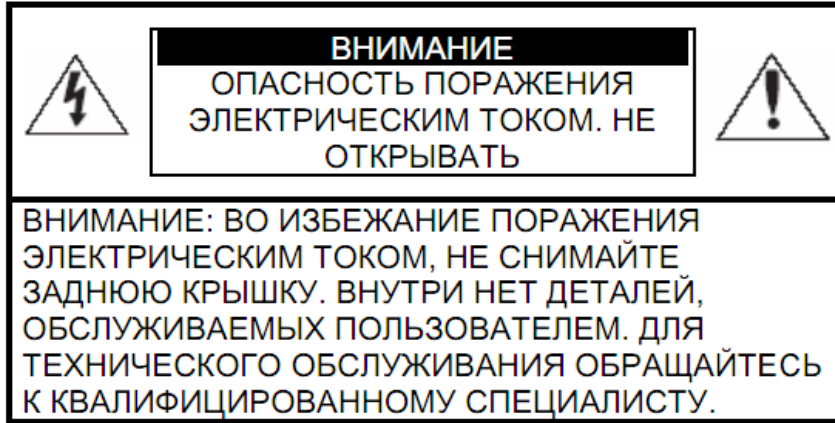 ВНИМАНИЕ
ОПАСНОСТЬ ПОРАЖЕНИЯ
ЭЛЕКТРИЧЕСКИМ ТОКОМ. НЕ
ОТКРЫВАТЬ
ВНИМАНИЕ: ВО ИЗБЕЖАНИЕ ПОРАЖЕНИЯ
ЭЛЕКТРИЧЕСКИМ ТОКОМ, НЕ СНИМАЙТЕ
ЗАДНЮЮ КРЫШКУ. ВНУТРИ НЕТ ДЕТАЛЕЙ,
ОБСЛУЖИВАЕМЫХ ПОЛЬЗОВАТЕЛЕМ. ДЛЯ
ТЕХНИЧЕСКОГО ОБСЛУЖИВАНИЯ ОБРАЩАЙТЕСЬ
К КВАЛИФИЦИРОВАННОМУ СПЕЦИАЛИСТУ.